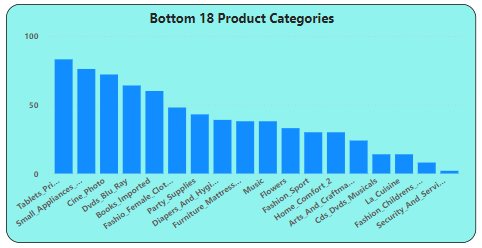 Bottom 18 Product Categories
100
50
0
Tablets_Pri...
Small_Appliances_...
Cine_Photo
Dvds_Blu_Ray
Books_Imported
Fashio_Female_Clot...
Party_Supplies
Diapers_And_Hygi...
Furniture_Mattress...
Music
Flowers
Fashion_Sport
Home_Comfort_2
Arts_And_Craftma...
Cds_Dvds_Musicals
La_Cuisine
Fashion_Childrens_...
Security_And_Servi...